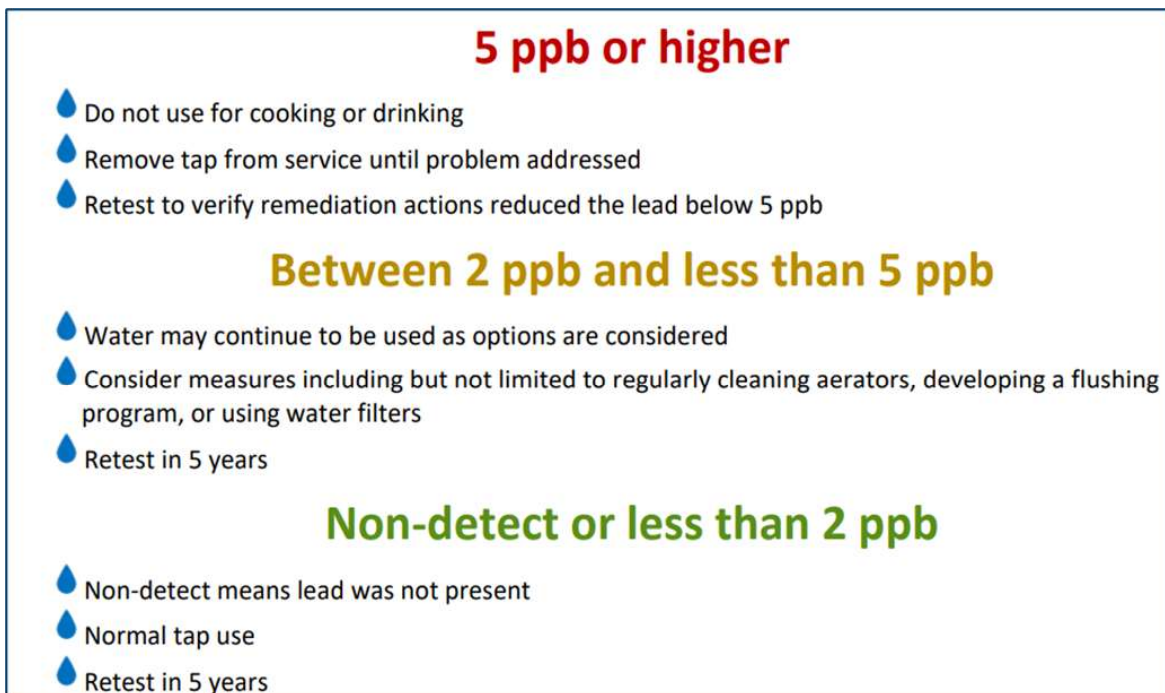 5 ppb or higher
Do not use for cooking or drinking
Remove tap from service until problem addressed
Retest to verify remediation actions reduced the lead below 5 ppb
Between 2 ppb and less than 5 ppb
Water may continue to be used as options are considered
Consider measures including but not limited to regularly cleaning aerators, developing a flushing
program, or using water filters
Retest in 5 years
Non-detect or less than 2 ppb
Non-detect means lead was not present
Normal tap use
Retest in 5 years